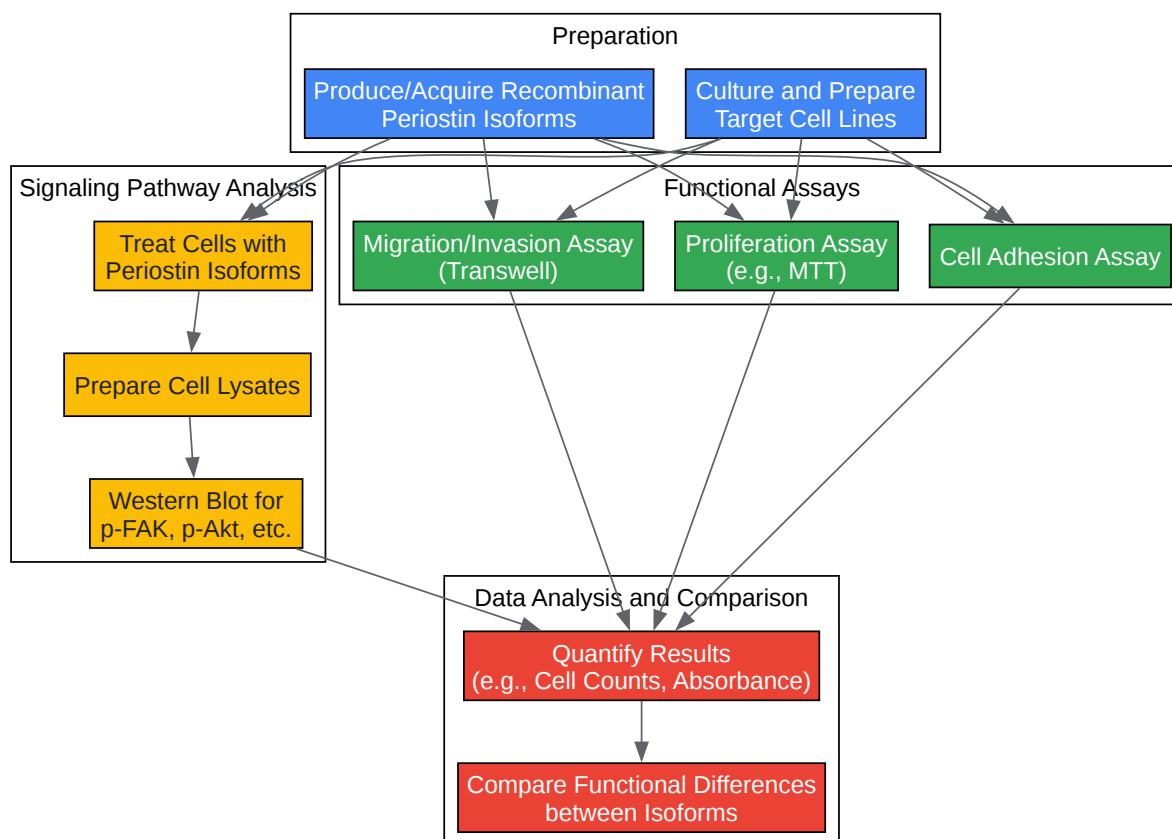 Preparation
Produce/Acquire Recombinant
Periostin Isoforms
Culture and Prepare
Target Cell Lines
Signaling Pathway Analysis
Treat Cells with
Periostin Isoforms
Prepare Cell Lysates
Western Blot for
p-FAK, p-Akt, etc.
Functional Assays
Migration/Invasion Assay
(Transwell)
Proliferation Assay
(e.g., MTT)
Cell Adhesion Assay
Data Analysis and Comparison
Quantify Results
(e.g., Cell Counts, Absorbance)
Compare Functional Differences
between Isoforms